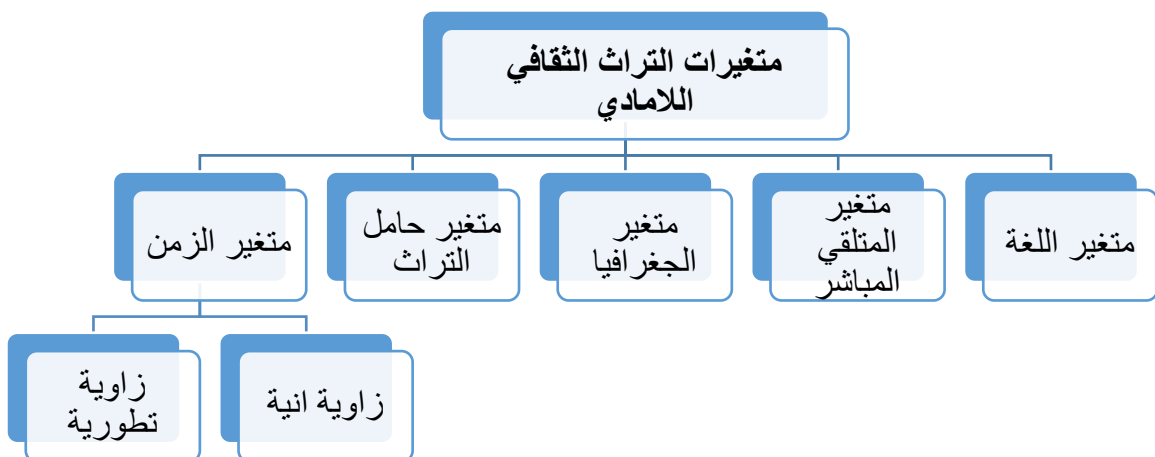 متغيرات التراث الثقافي
اللامادي
متغير اللغة
متغير
المتلقي
المباشر
متغير
الجغرافيا
متغير حامل
التراث
متغير الزمن
زاوية انية
زاوية
تطورية